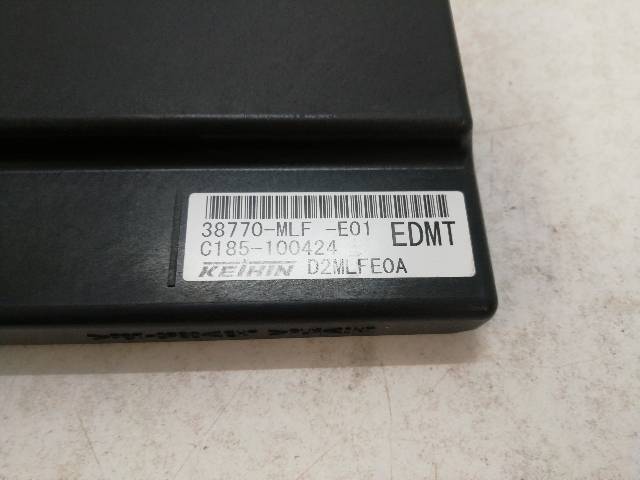 38770-MLF -E01
EDMT
C185-100424
KEIHIN D2MLFE0A